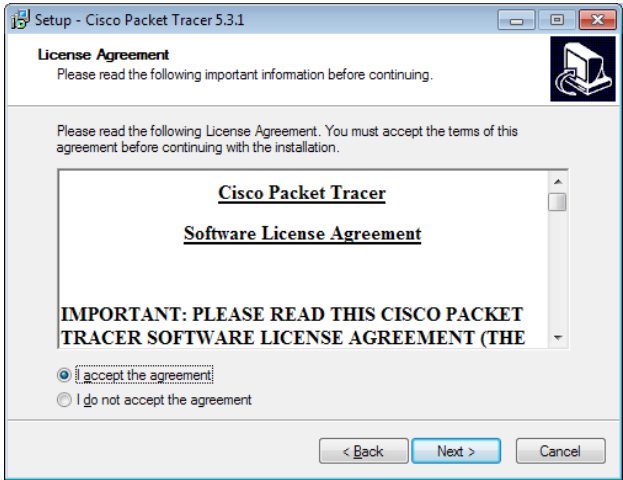 Setup - Cisco Packet Tracer 5.3.1
License Agreement
Please read the following important information before continuing.
Please read the following License Agreement. You must accept the terms of this
agreement before continuing with the installation.
Cisco Packet Tracer
Software License Agreement
IMPORTANT: PLEASE READ THIS CISCO PACKET
TRACER SOFTWARE LICENSE AGREEMENT (THE
I accept the agreement
I do not accept the agreement
< Back Next > Cancel